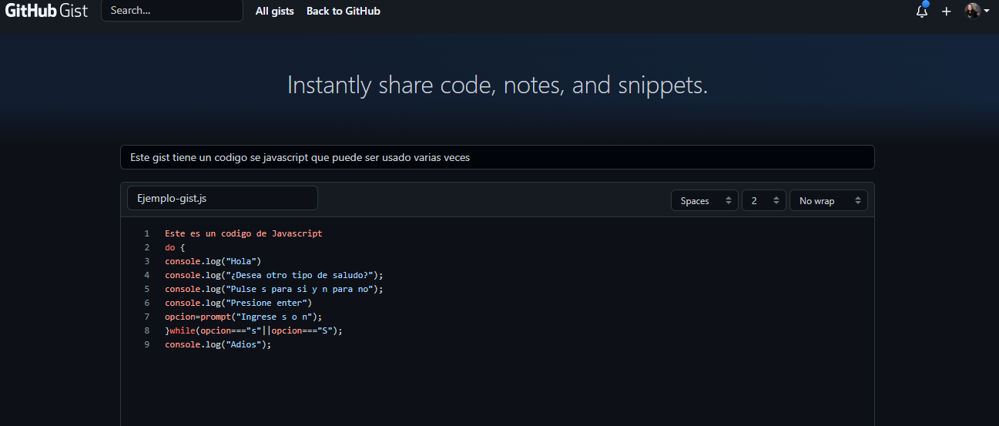 GitHub Gist Search... All gists Back to GitHub
Instantly share code, notes, and snippets.
Este gist tiene un codigo se javascript que puede ser usado varias veces
Ejemplo-gist.js Spaces 2 No wrap
1 Este es un codigo de Javascript
2 do {
3 console.log("Hola")
4 console.log("¿Desea otro tipo de saludo?");
5 console.log("Pulse s para si y n para no");
6 console.log("Presione enter")
7 opcion=prompt("Ingrese s o n");
8 }while(opcion==="s"||opcion==="S");
9 console.log("Adios");